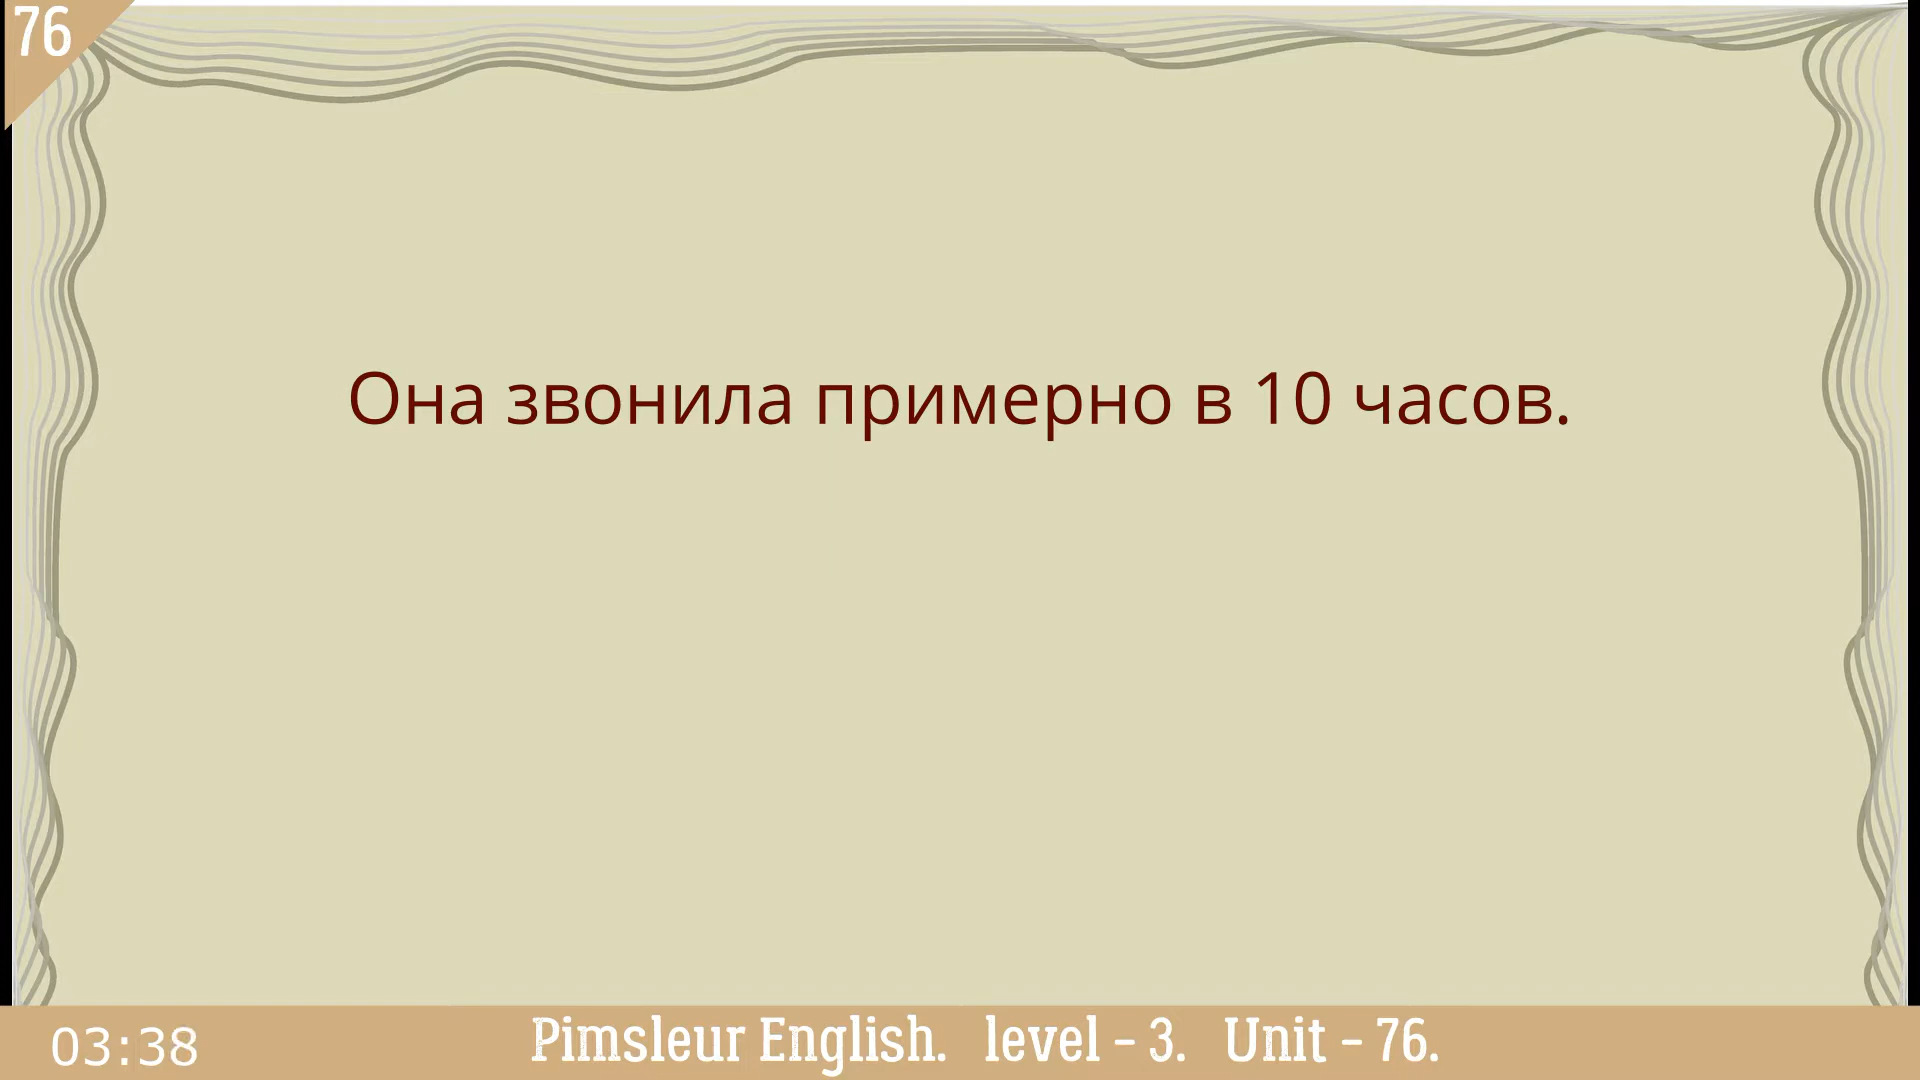 76
Она звонила примерно в 10 часов.
03:38
Pimsleur English. level – 3. Unit – 76.